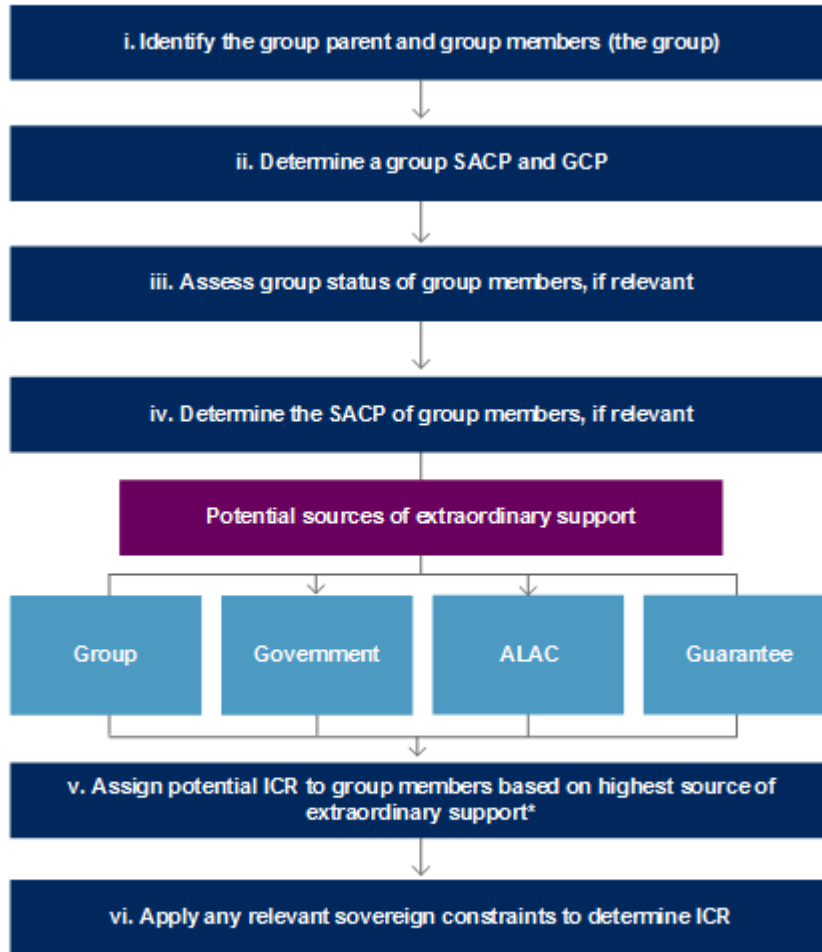 i. Identify the group parent and group members (the group)
ii. Determine a group SACP and GCP
iii. Assess group status of group members, if relevant
iv. Determine the SACP of group members, if relevant
Potential sources of extraordinary support
Group
Government
ALAC
Guarantee
v. Assign potential ICR to group members based on highest source of
extraordinary support*
vi. Apply any relevant sovereign constraints to determine ICR